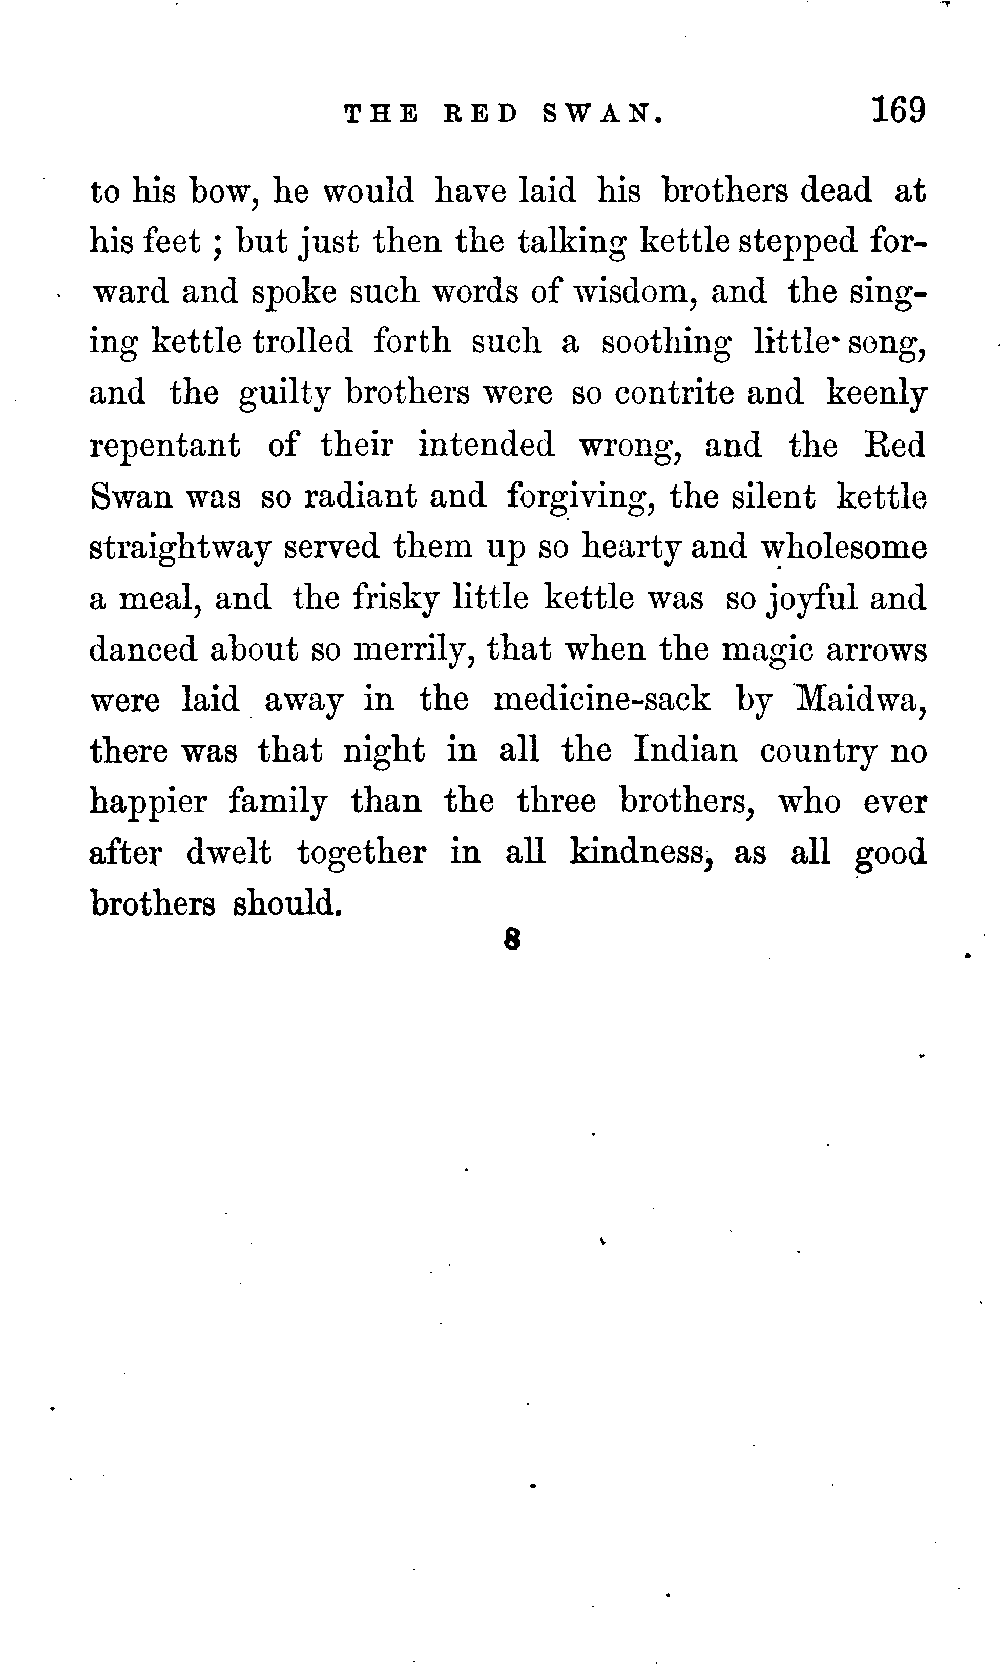 THE RED SWAN. 169
to his bow, he would have laid his brothers dead at
his feet ; but just then the talking kettle stepped for-
ward and spoke such words of wisdom, and the sing-
ing kettle trolled forth such a soothing little song,
and the guilty brothers were so contrite and keenly
repentant of their intended wrong, and the Red
Swan was so radiant and forgiving, the silent kettle
straightway served them up so hearty and wholesome
a meal, and the frisky little kettle was so joyful and
danced about so merrily, that when the magic arrows
were laid away in the medicine-sack by Maidwa,
there was that night in all the Indian country no
happier family than the three brothers, who ever
after dwelt together in all kindness, as all good
brothers should.
8